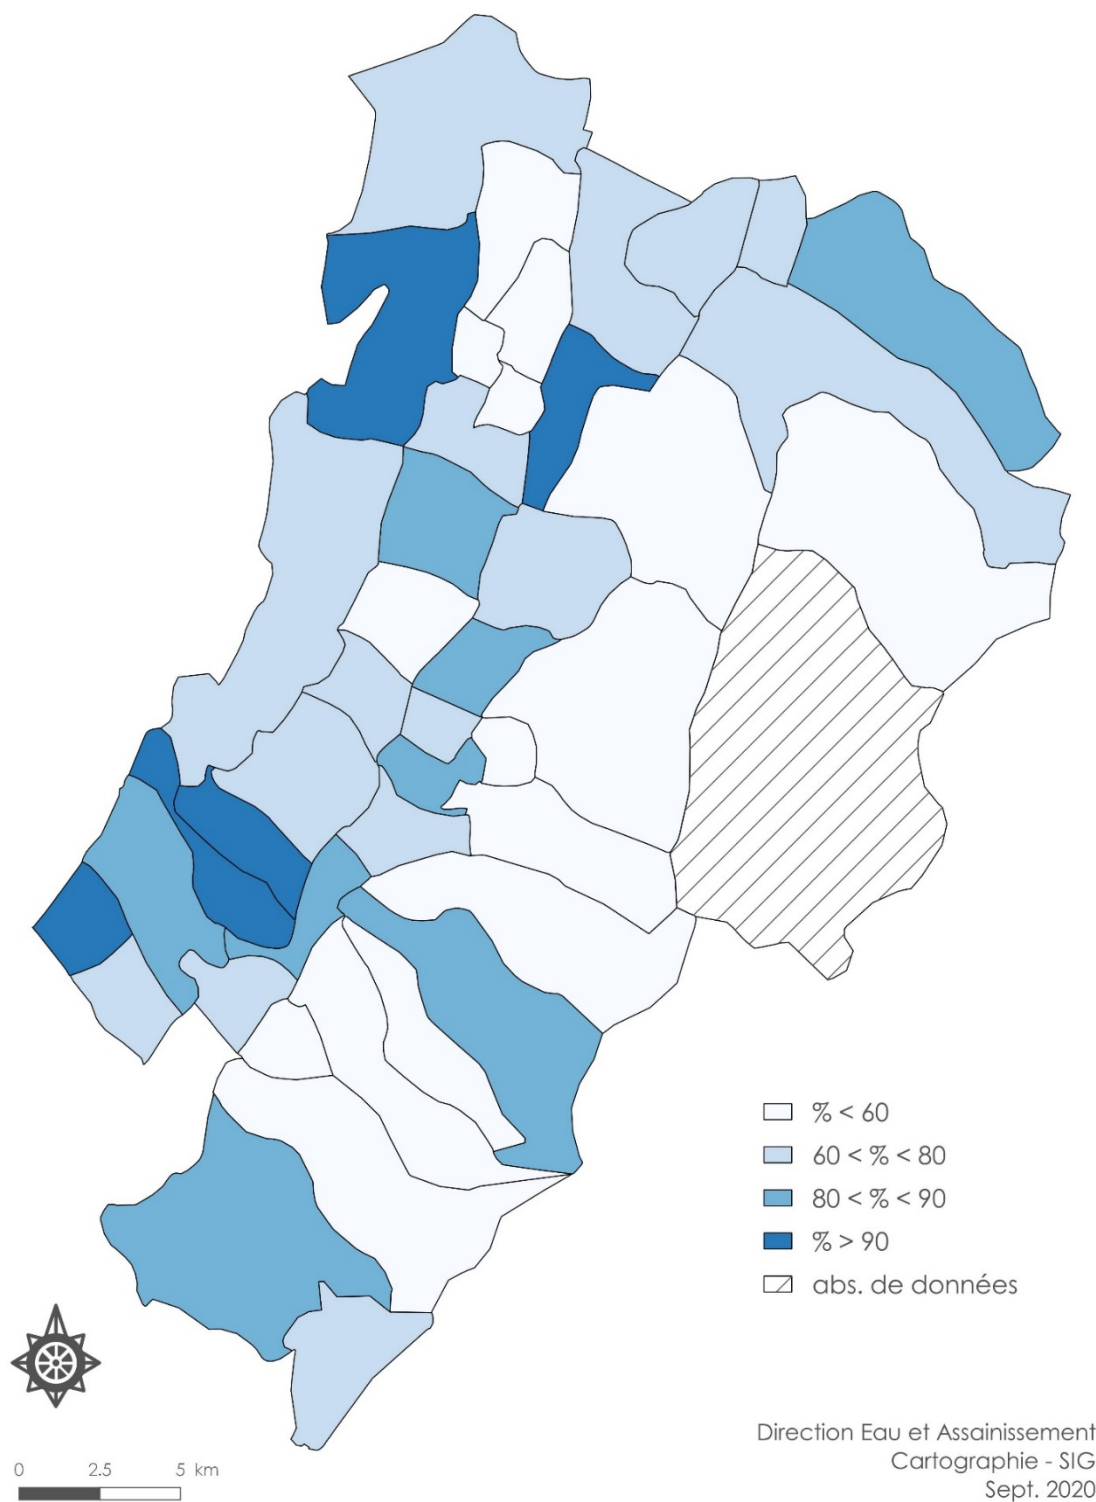 % < 60
60 < % < 80
80 < % < 90
% > 90
abs. de données
Direction Eau et Assainissement
Cartographie - SIG
Sept. 2020
0 2.5 5 km